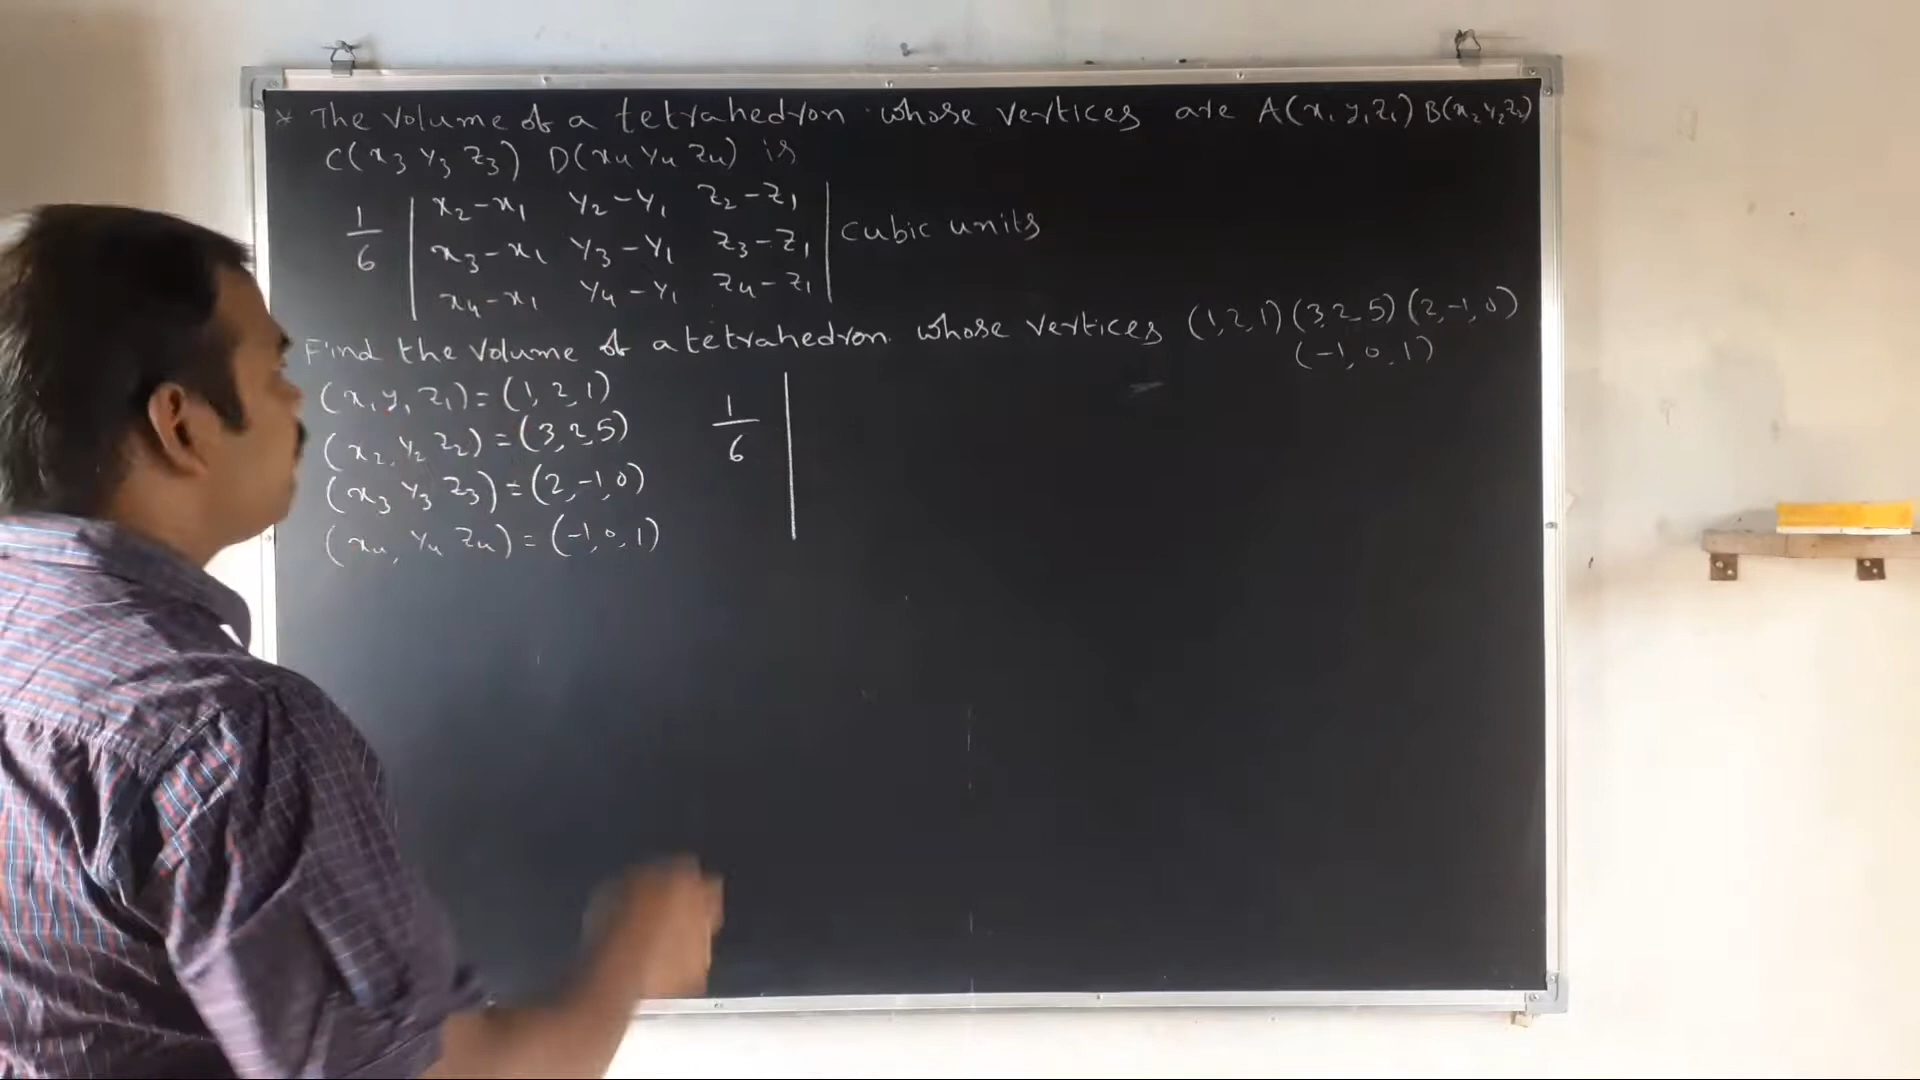 * The volume of a tetrahedron whose vertices are A(x₁ y₁ z₁) B(x₂ y₂ z₂)
C(x₃ y₃ z₃) D(x₄ y₄ z₄) is
1/6 | x₂-x₁ y₂-y₁ z₂-z₁ |
| x₃-x₁ y₃-y₁ z₃-z₁ | cubic units
| x₄-x₁ y₄-y₁ z₄-z₁ |
Find the volume of a tetrahedron whose vertices (1,2,1) (3,2,5) (2,-1,0)
(-1,0,1)
(x₁ y₁ z₁) = (1,2,1)
(x₂, y₂ z₂) = (3,2,5)
(x₃ y₃ z₃) = (2,-1,0)
(x₄, y₄ z₄) = (-1,0,1)
1/6 |